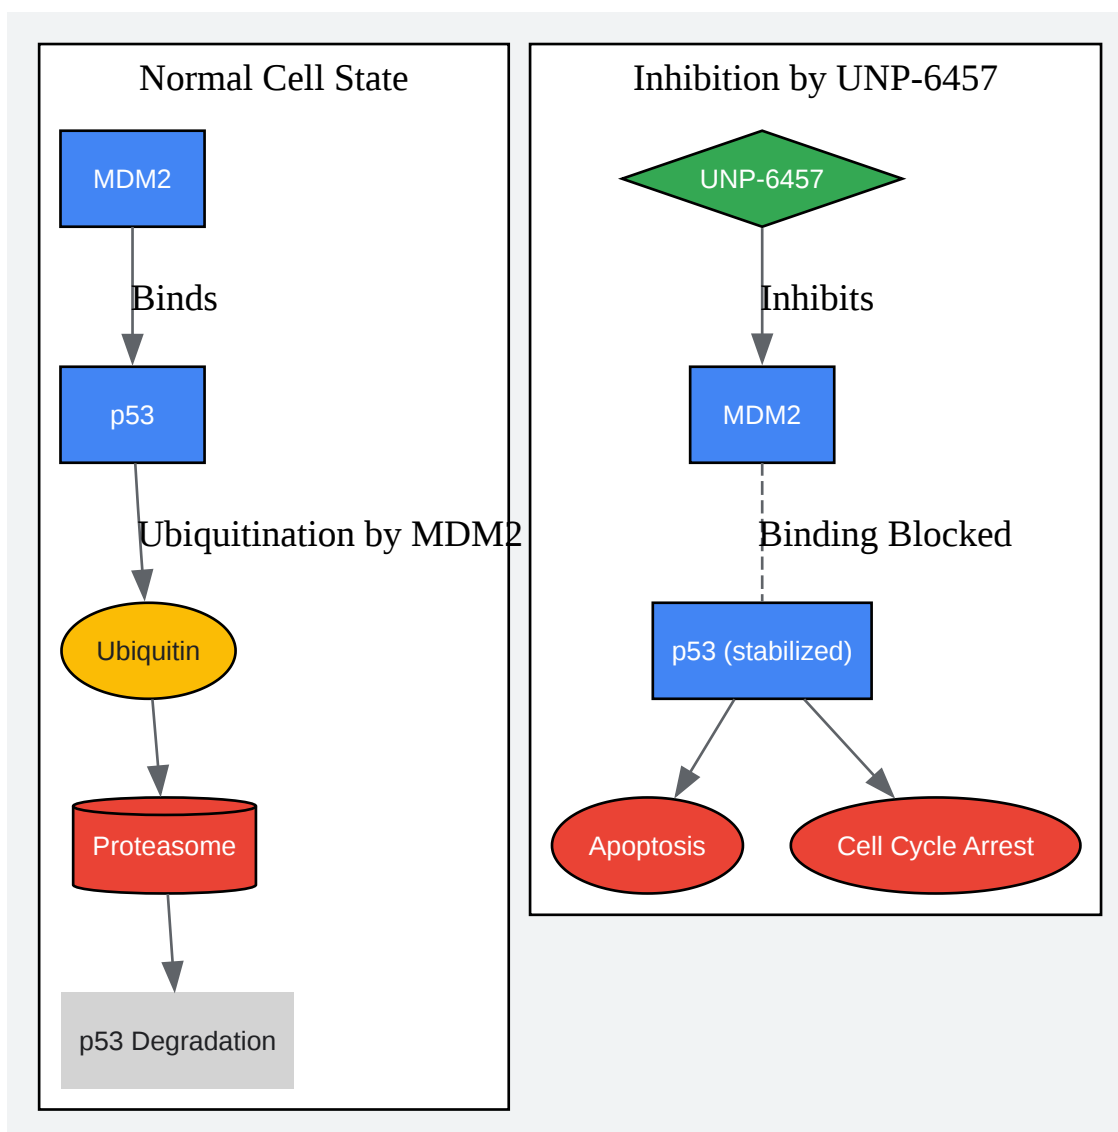 Normal Cell State
MDM2
Binds
p53
Ubiquitination by MDM2
Ubiquitin
Proteasome
p53 Degradation
Inhibition by UNP-6457
UNP-6457
Inhibits
MDM2
Binding Blocked
p53 (stabilized)
Apoptosis
Cell Cycle Arrest